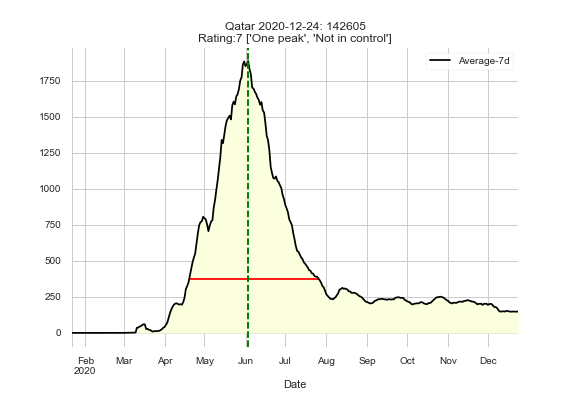 Qatar 2020-12-24: 142605
Rating:7 ['One peak', 'Not in control']
Average-7d
1750
1500
1250
1000
750
500
250
0
Feb Mar Apr May Jun Jul Aug Sep Oct Nov Dec
2020
Date